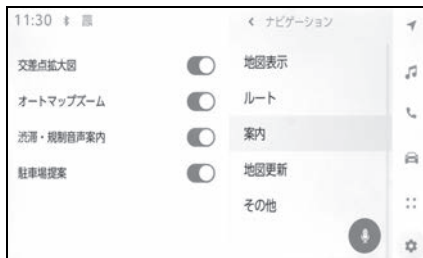 11:30
ナビゲーション
交差点拡大図
オートマップズーム
渋滞・規制音声案内
駐車場提案
地図表示
ルート
案内
地図更新
その他